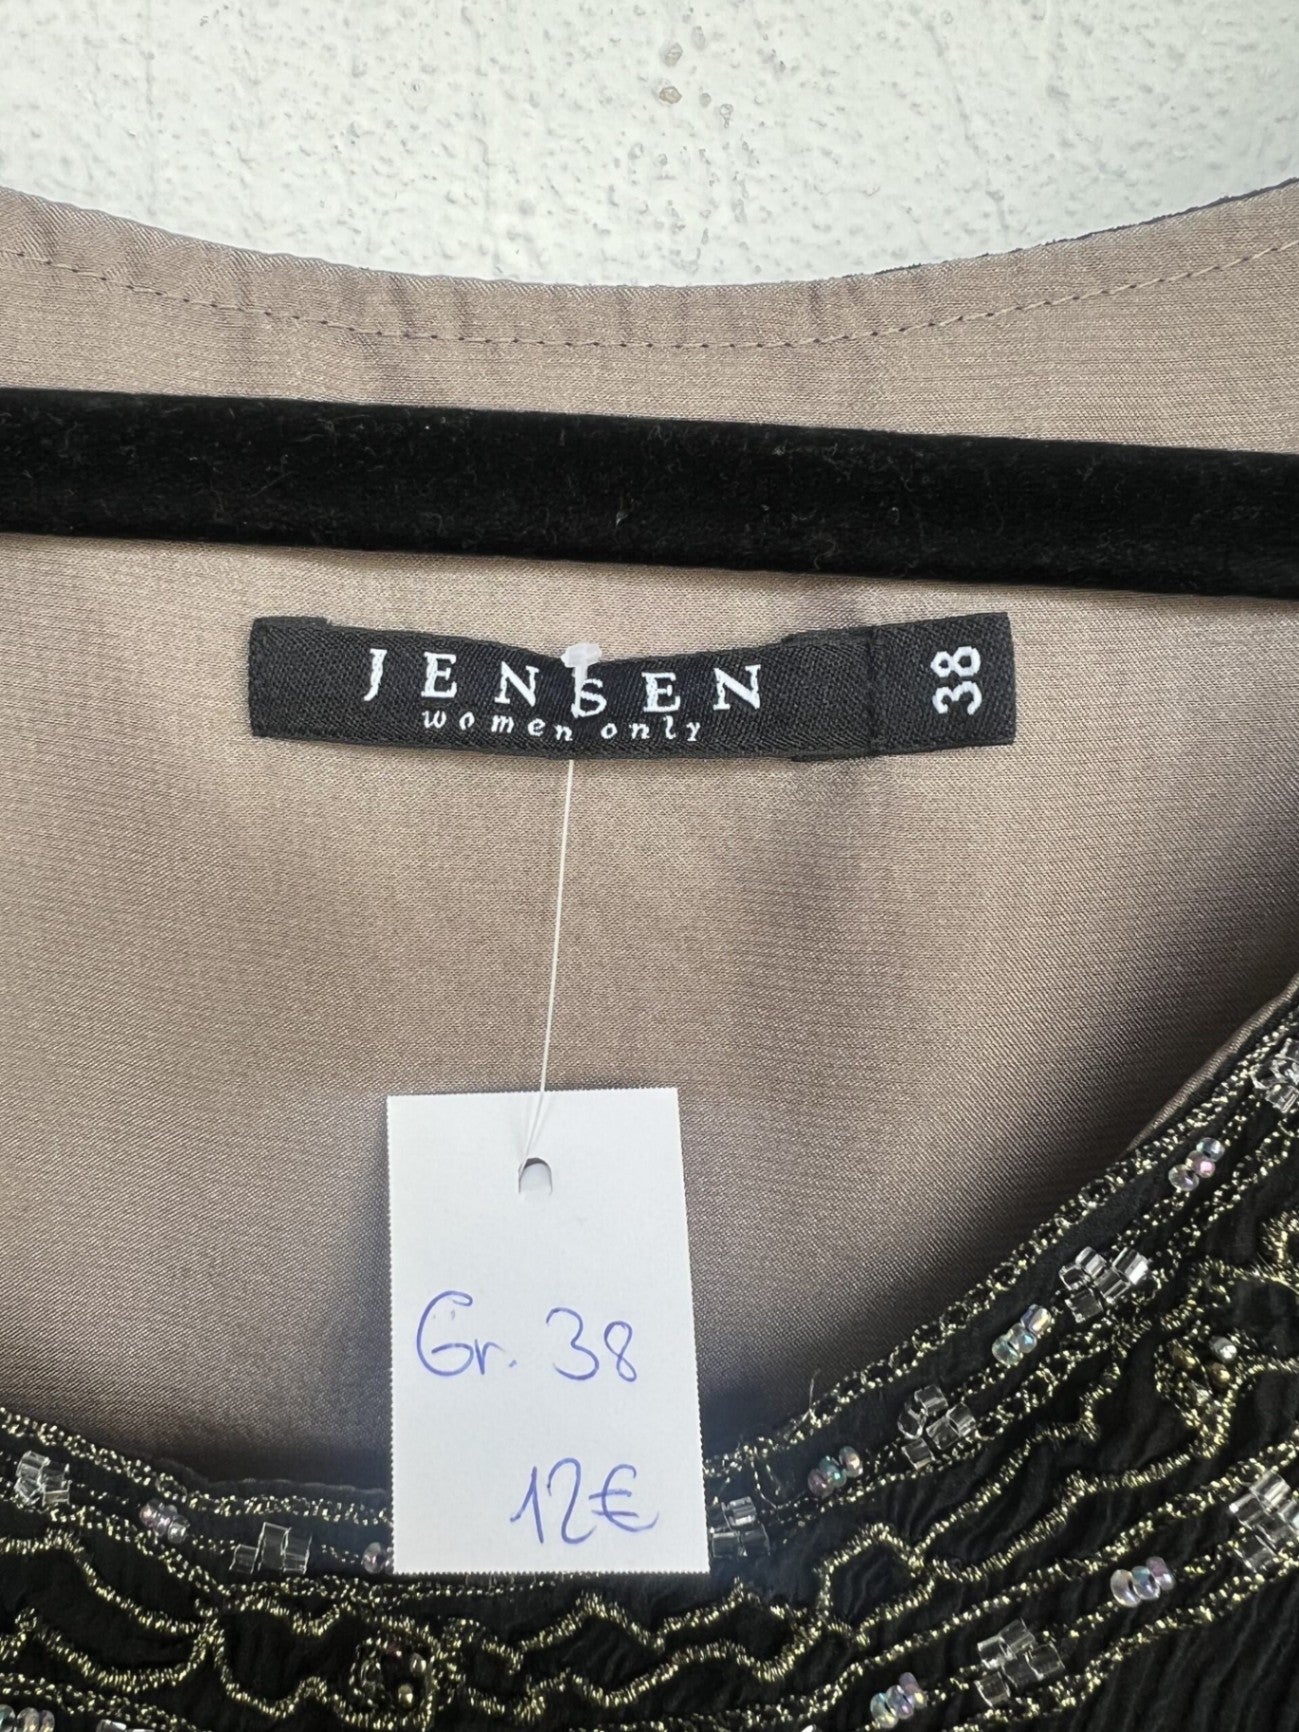 JENSEN
women only
38
Gr. 38
12€